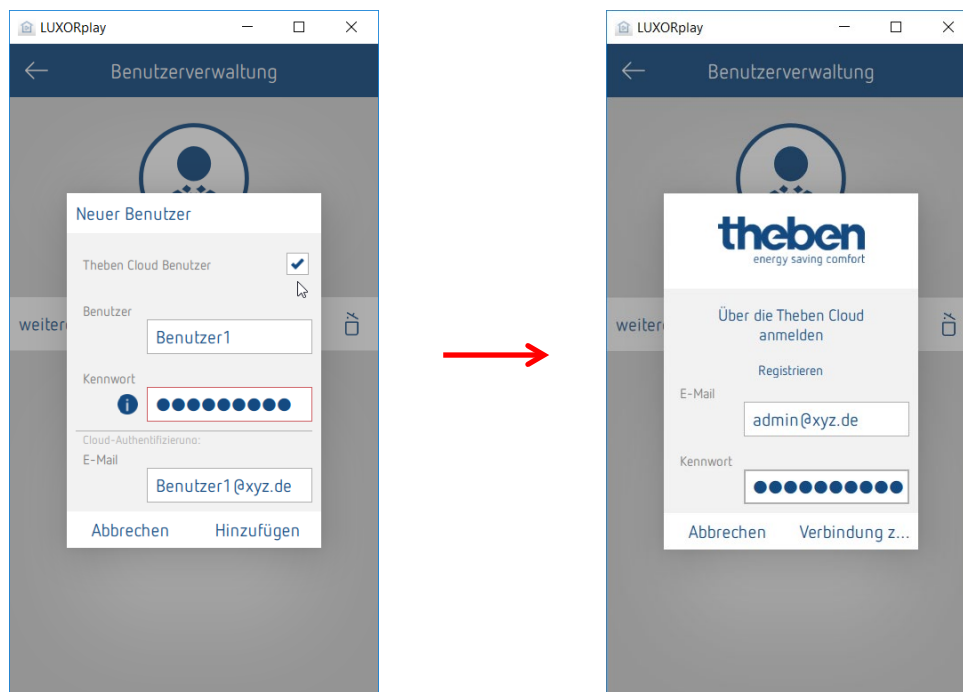 LUXORplay
Benutzerverwaltung
Neuer Benutzer
Theben Cloud Benutzer
Benutzer
weiter
Benutzer1
Kennwort
Cloud-Authentifizieruno:
E-Mail
Benutzer1@xyz.de
Abbrechen Hinzufügen
LUXORplay
Benutzerverwaltung
theben
energy saving comfort
Über die Theben Cloud
anmelden
weiter
Registrieren
E-Mail
admin@xyz.de
Kennwort
Abbrechen Verbindung z...